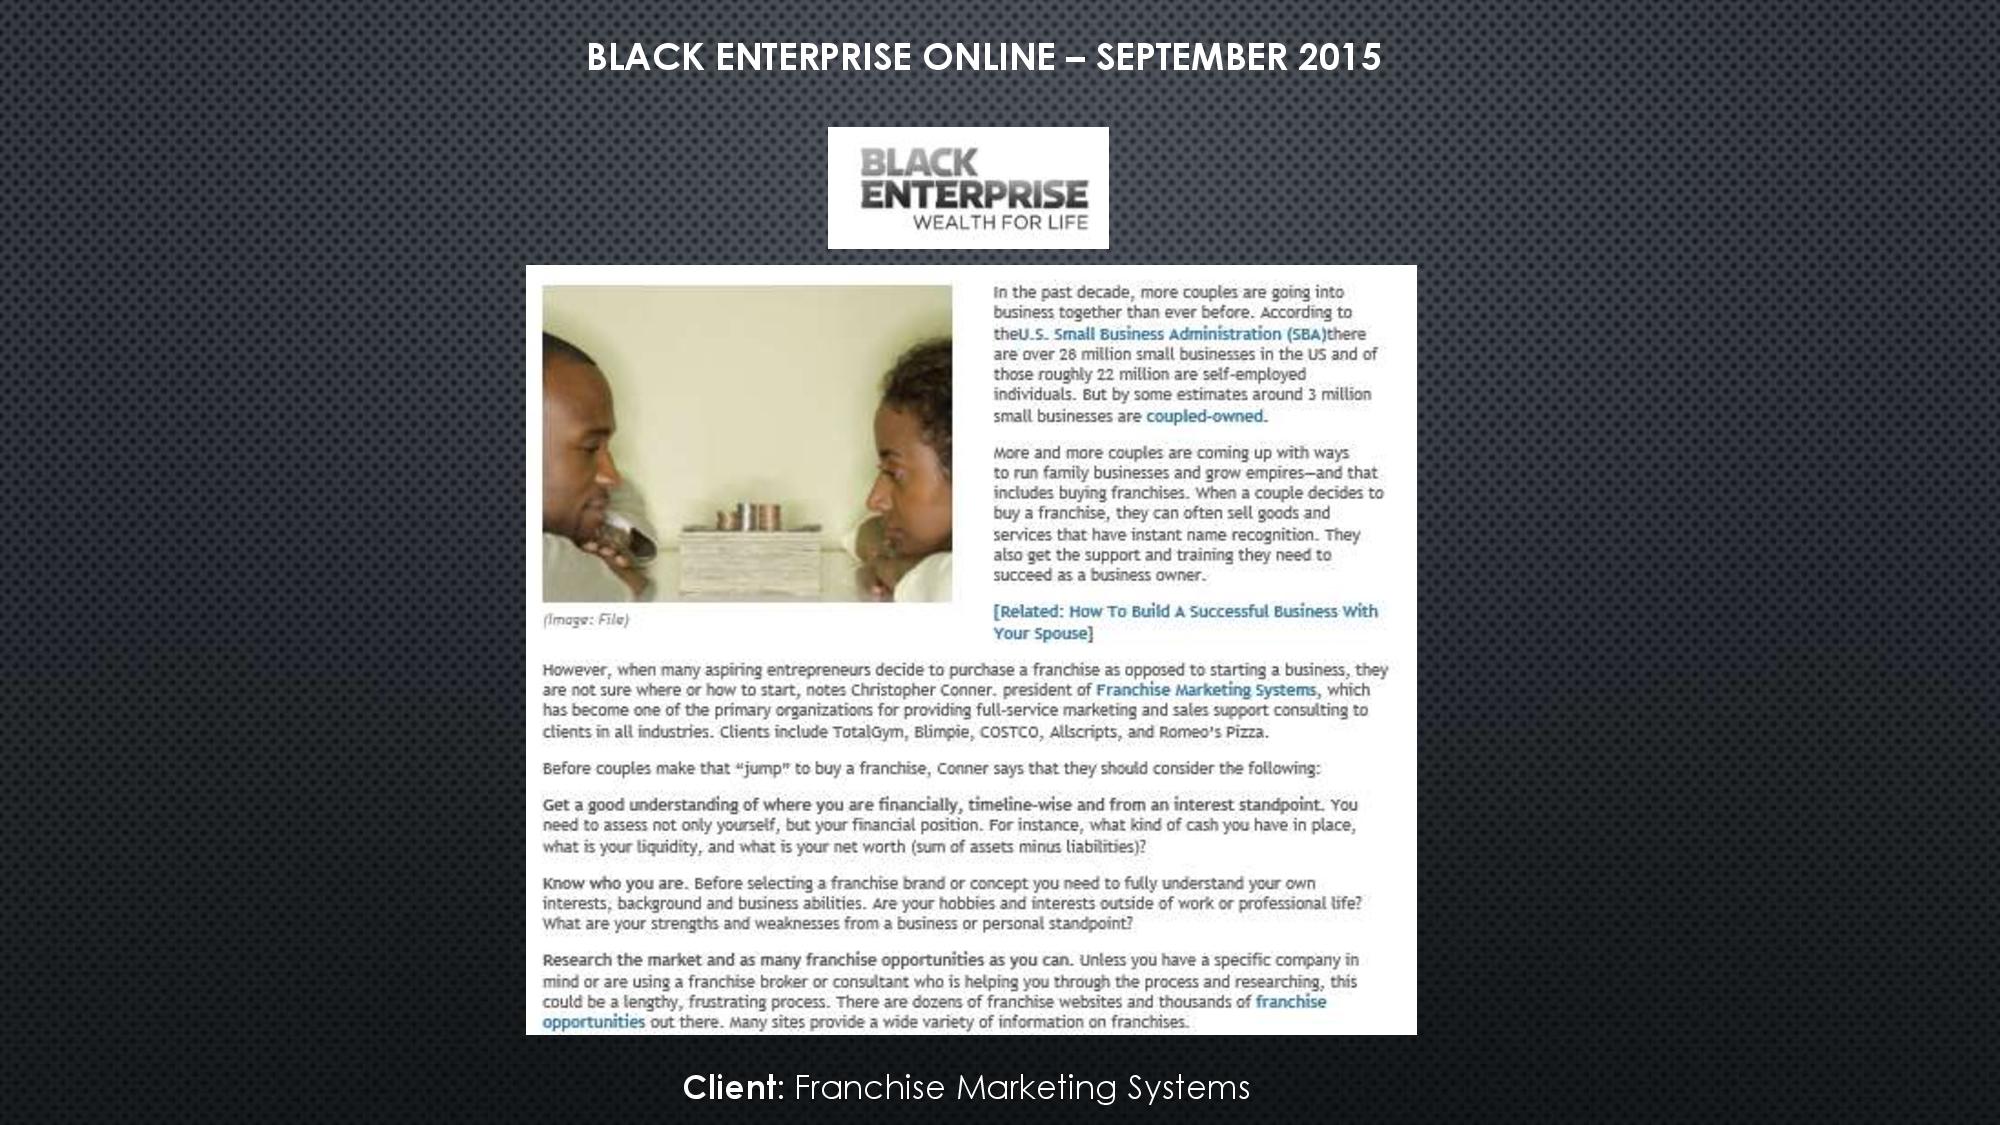 BLACK ENTERPRISE ONLINE – SEPTEMBER 2015
BLACK
ENTERPRISE
WEALTH FOR LIFE
In the past decade, more couples are going into
business together than ever before. According to
theU.S. Small Business Administration (SBA)there
are over 28 million small businesses in the US and of
those roughly 22 million are self-employed
individuals. But by some estimates around 3 million
small businesses are coupled-owned.
More and more couples are coming up with ways
to run family businesses and grow empires—and that
includes buying franchises. When a couple decides to
buy a franchise, they can often sell goods and
services that have instant name recognition. They
also get the support and training they need to
succeed as a business owner.
[Related: How To Build A Successful Business With
Your Spouse]
(Image: File)
However, when many aspiring entrepreneurs decide to purchase a franchise as opposed to starting a business, they
are not sure where or how to start, notes Christopher Conner. president of Franchise Marketing Systems, which
has become one of the primary organizations for providing full-service marketing and sales support consulting to
clients in all industries. Clients include TotalGym, Blimpie, COSTCO, Allscripts, and Romeo's Pizza.
Before couples make that “jump” to buy a franchise, Conner says that they should consider the following:
Get a good understanding of where you are financially, timeline-wise and from an interest standpoint. You
need to assess not only yourself, but your financial position. For instance, what kind of cash you have in place,
what is your liquidity, and what is your net worth (sum of assets minus liabilities)?
Know who you are. Before selecting a franchise brand or concept you need to fully understand your own
interests, background and business abilities. Are your hobbies and interests outside of work or professional life?
What are your strengths and weaknesses from a business or personal standpoint?
Research the market and as many franchise opportunities as you can. Unless you have a specific company in
mind or are using a franchise broker or consultant who is helping you through the process and researching, this
could be a lengthy, frustrating process. There are dozens of franchise websites and thousands of franchise
opportunities out there. Many sites provide a wide variety of information on franchises.
Client: Franchise Marketing Systems